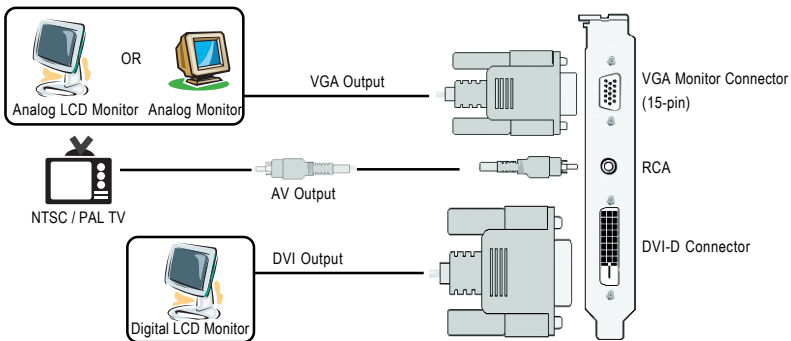 OR
VGA Output
Analog LCD Monitor
Analog Monitor
VGA Monitor Connector
(15-pin)
RCA
AV Output
NTSC / PAL TV
DVI Output
DVI-D Connector
Digital LCD Monitor